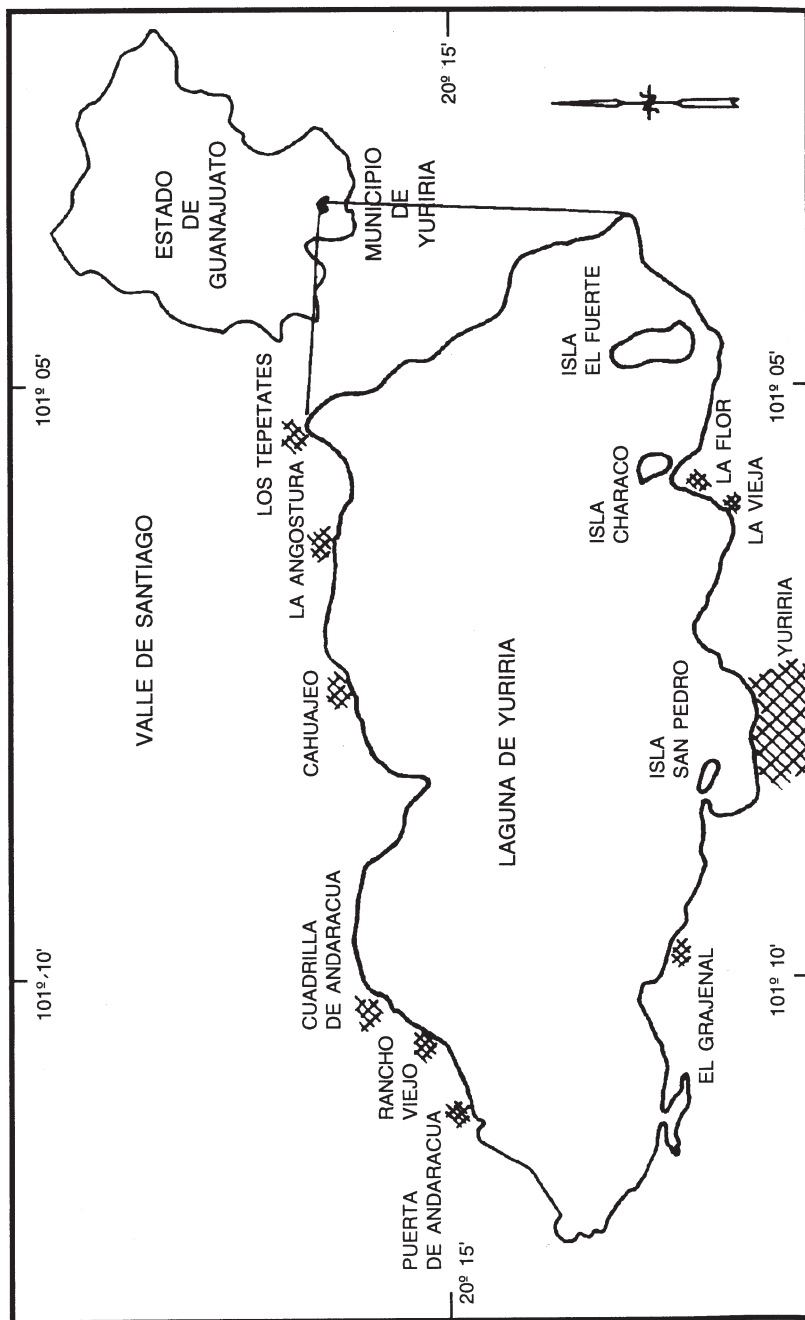 101º 10'
101º 05'
ESTADO
DE
GUANAJUATO
MUNICIPIO
DE
YURIRIA
VALLE DE SANTIAGO
LOS TEPETATES
LA ANGOSTURA
CAHUAJEO
CUADRILLA
DE ANDARACUA
RANCHO
VIEJO
PUERTA
DE ANDARACUA
20º 15'
20º 15'
N
LAGUNA DE YURIRIA
ISLA
EL FUERTE
ISLA
CHARACO
ISLA
SAN PEDRO
LA FLOR
LA VIEJA
YURIRIA
EL GRAJENAL
101º 10'
101º 05'